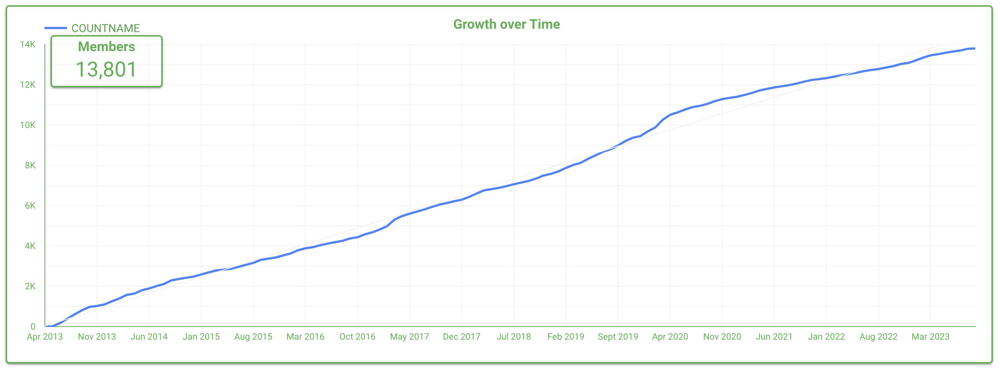 Growth over Time
COUNTNAME
Members
13,801
14K
12K
10K
8K
6K
4K
2K
0
Apr 2013 Nov 2013 Jun 2014 Jan 2015 Aug 2015 Mar 2016 Oct 2016 May 2017 Dec 2017 Jul 2018 Feb 2019 Sept 2019 Apr 2020 Nov 2020 Jun 2021 Jan 2022 Aug 2022 Mar 2023